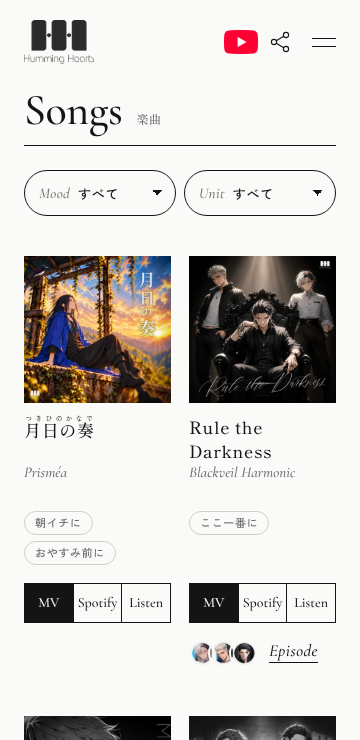 Humming Hearts
Songs 楽曲
Mood すべて
Unit すべて
月日の奏
Rule the Darkness
つきひのかなで
月日の奏
Prisméa
朝イチに
おやすみ前に
MV Spotify Listen
Rule the
Darkness
Blackveil Harmonic
ここ一番に
MV Spotify Listen
Episode